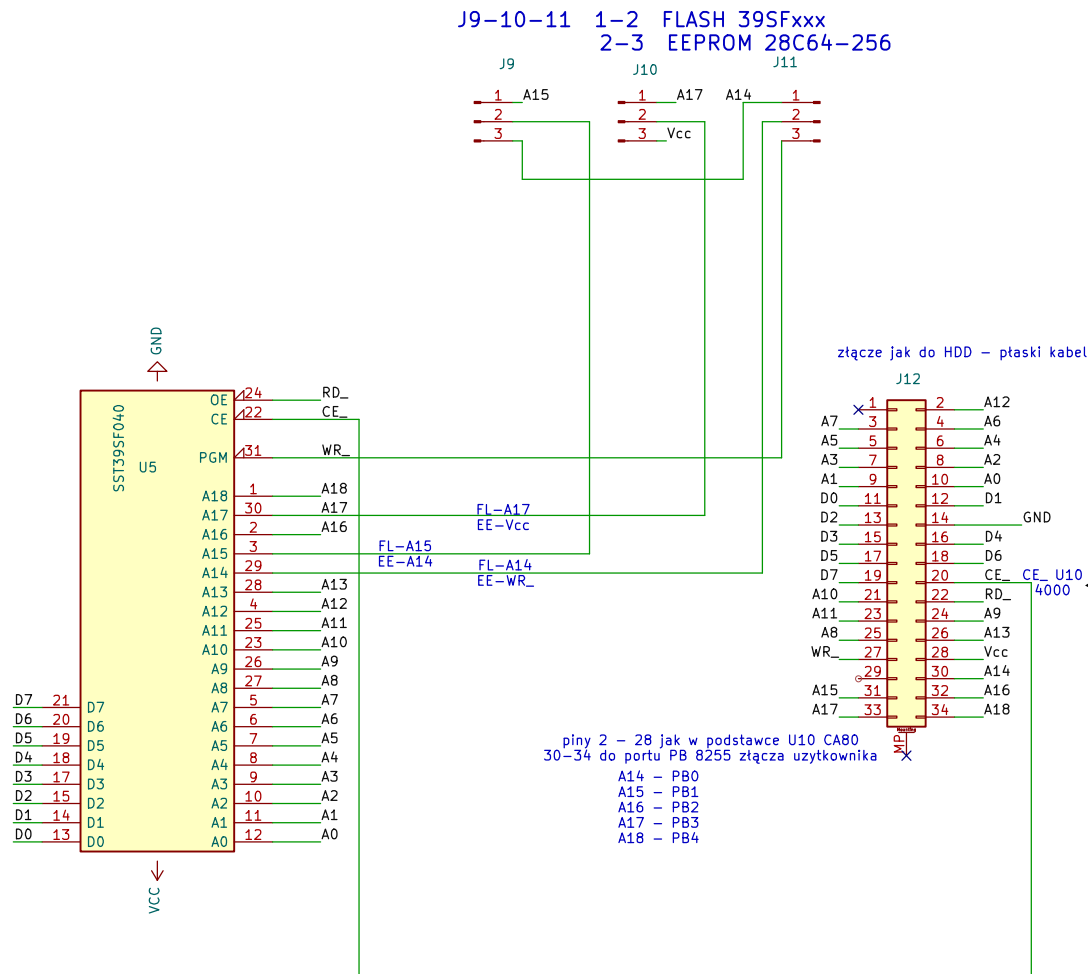 J9-10-11 1-2 FLASH 39SFxxx
2-3 EEPROM 28C64-256
J9
J10
J11
1 A15
2
3
1 A17
2
3 Vcc
A14 1
2
3
GND
SST39SF040
U5
OE 24 RD_
CE 22 CE_
PGM 31 WR_
A18 1 A18
A17 30 A17
A16 2 A16
A15 3
A14 29
A13 28 A13
A12 4 A12
A11 25 A11
A10 23 A10
A9 26 A9
A8 27 A8
D7 21 D7 A7 5 A7
D6 20 D6 A6 6 A6
D5 19 D5 A5 7 A5
D4 18 D4 A4 8 A4
D3 17 D3 A3 9 A3
D2 15 D2 A2 10 A2
D1 14 D1 A1 11 A1
D0 13 D0 A0 12 A0
VCC
FL-A17
EE-Vcc
FL-A15
EE-A14
FL-A14
EE-WR_
złącze jak do HDD – płaski kabel
J12
1 2 A12
A7 3 4 A6
A5 5 6 A4
A3 7 8 A2
A1 9 10 A0
D0 11 12 D1
D2 13 14 GND
D3 15 16 D4
D5 17 18 D6
D7 19 20 CE_
A10 21 22 RD_
A11 23 24 A9
A8 25 26 A13
WR_ 27 28 Vcc
29 30 A14
A15 31 32 A16
A17 33 34 A18
MP
CE_ U10
4000
piny 2 – 28 jak w podstawce U10 CA80
30-34 do portu PB 8255 złącza uzytkownika
A14 – PB0
A15 – PB1
A16 – PB2
A17 – PB3
A18 – PB4